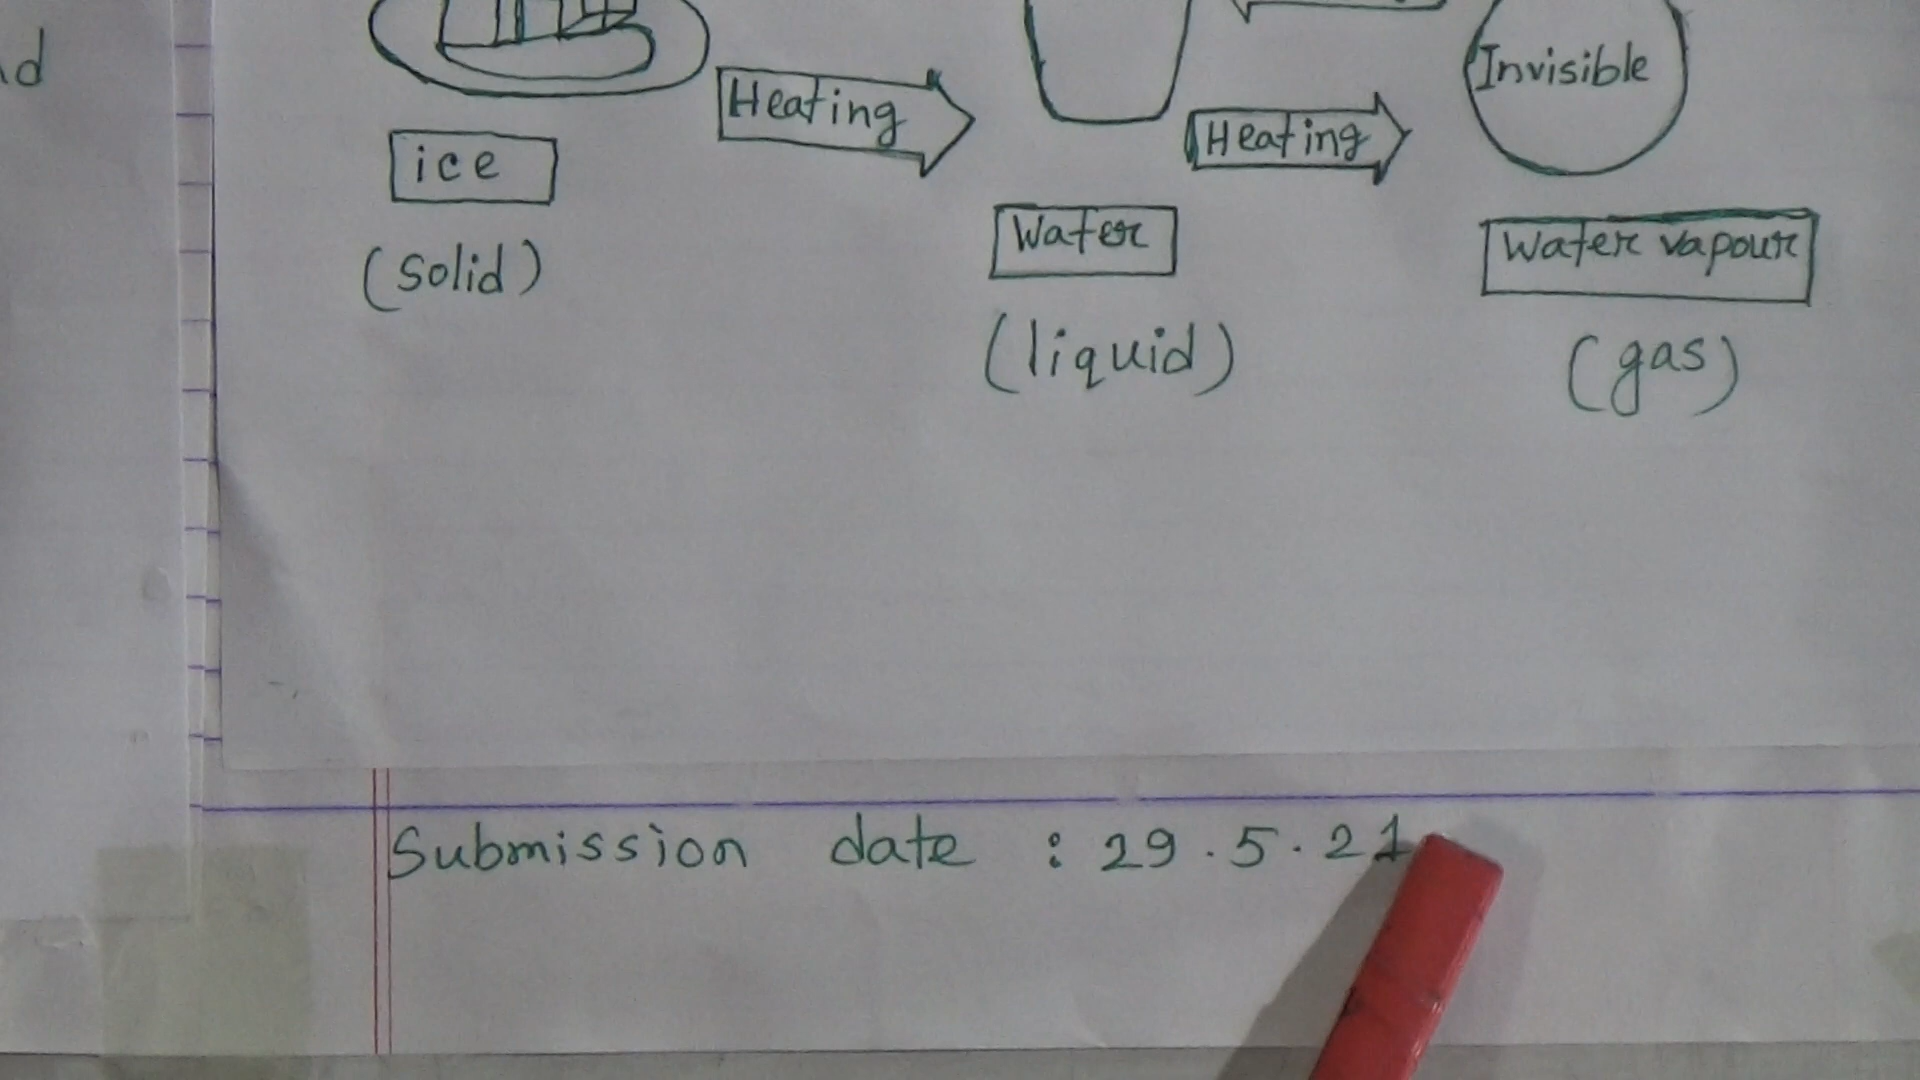 Invisible
Heating
Heating
ice
Water
Water vapour
(solid)
(liquid)
(gas)
Submission date : 29.5.21